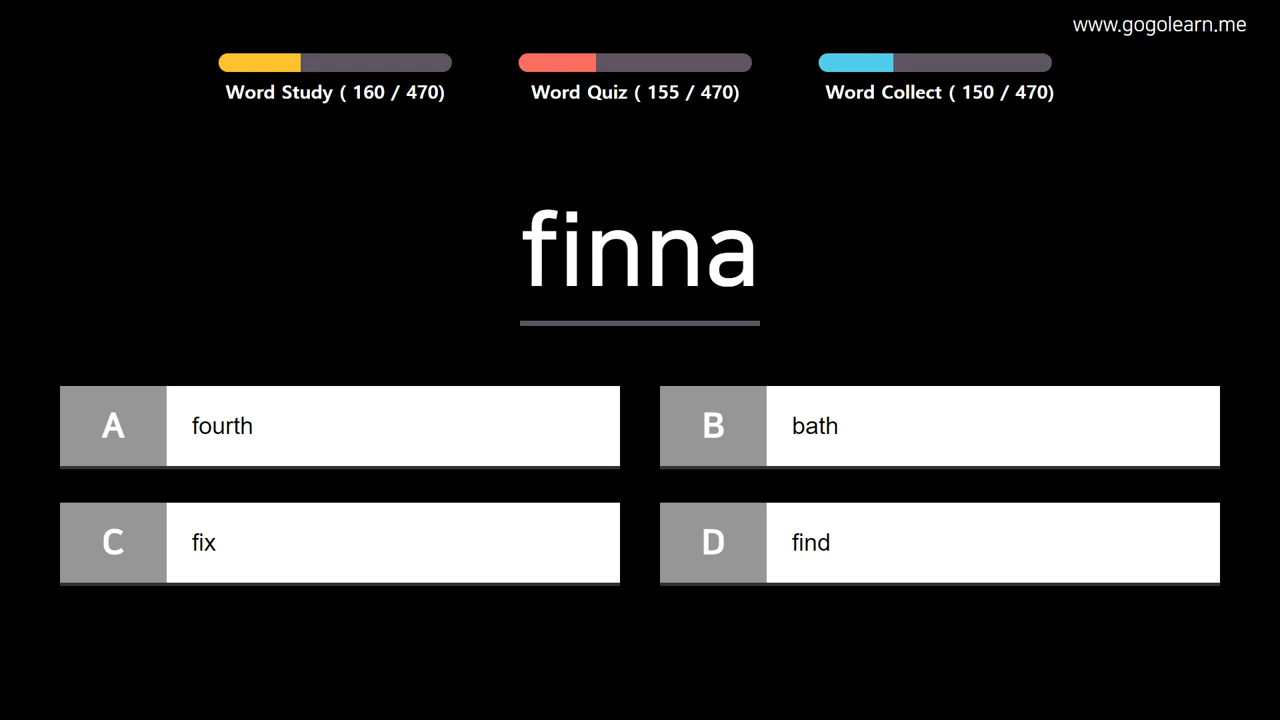 www.gogolearn.me
Word Study ( 160 / 470)
Word Quiz ( 155 / 470)
Word Collect ( 150 / 470)
finna
A fourth
B bath
C fix
D find